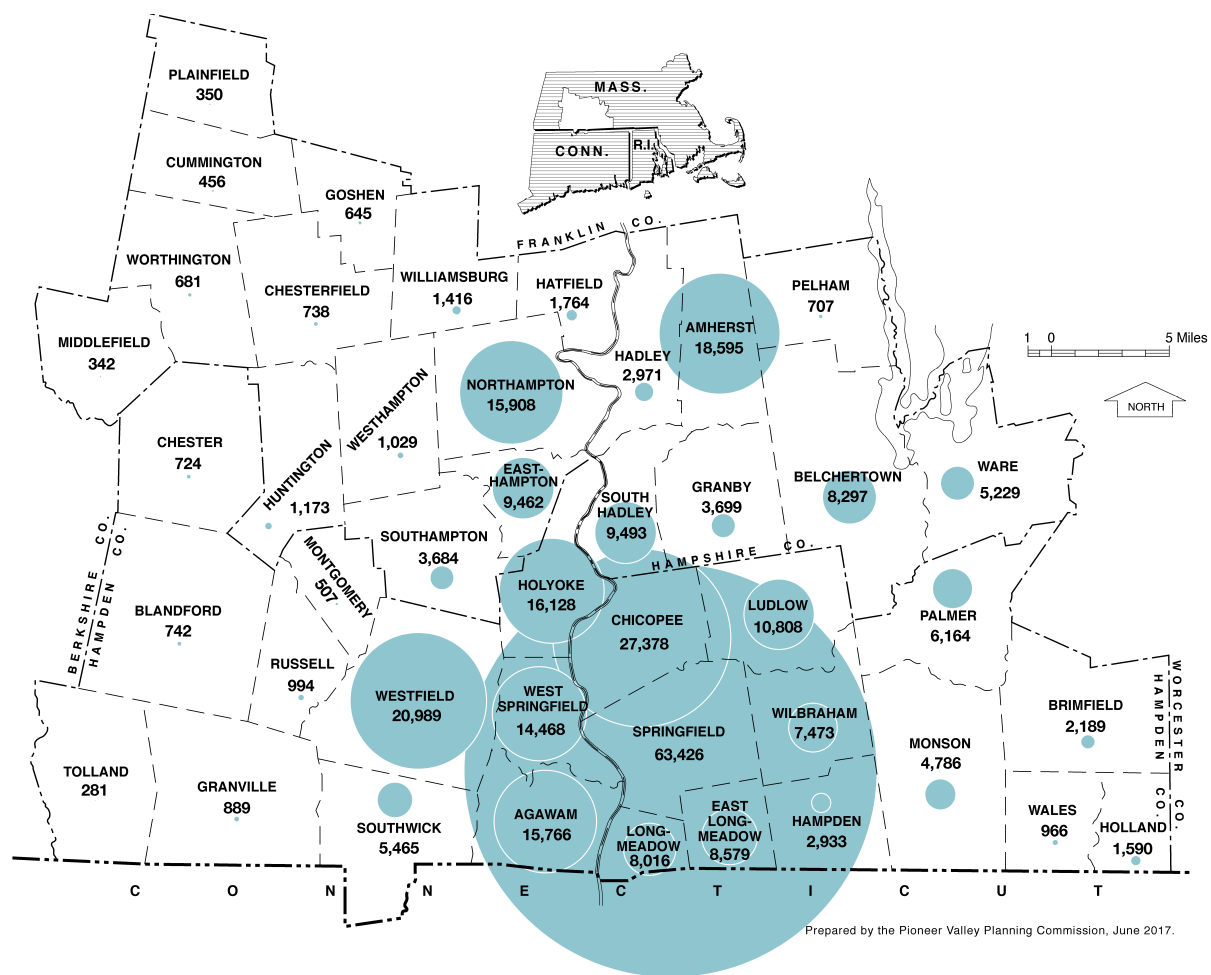 PLAINFIELD
350
MASS.
CONN.
R.I.
CUMMINGTON
456
GOSHEN
645
FRANKLIN CO.
WORTHINGTON
681
CHESTERFIELD
738
WILLIAMSBURG
1,416
HATFIELD
1,764
PELHAM
707
AMHERST
18,595
MIDDLEFIELD
342
HADLEY
2,971
1 0 5 Miles
NORTH
NORTHAMPTON
15,908
WESTHAMPTON
1,029
CHESTER
724
HUNTINGTON
1,173
EAST-
HAMPTON
9,462
SOUTH
HADLEY
9,493
GRANBY
3,699
BELCHERTOWN
8,297
WARE
5,229
SOUTHAMPTON
3,684
MONTGOMERY
507
HAMPSHIRE CO.
BERKSHIRE CO.
HAMPDEN CO.
BLANDFORD
742
HOLYOKE
16,128
CHICOPEE
27,378
LUDLOW
10,808
PALMER
6,164
RUSSELL
994
WESTFIELD
20,989
WEST
SPRINGFIELD
14,468
SPRINGFIELD
63,426
WILBRAHAM
7,473
MONSON
4,786
BRIMFIELD
2,189
WORCESTER CO.
HAMPDEN CO.
TOLLAND
281
GRANVILLE
889
SOUTHWICK
5,465
AGAWAM
15,766
LONG-
MEADOW
8,016
EAST
LONG-
MEADOW
8,579
HAMPDEN
2,933
WALES
966
HOLLAND
1,590
CONNECTICUT
Prepared by the Pioneer Valley Planning Commission, June 2017.